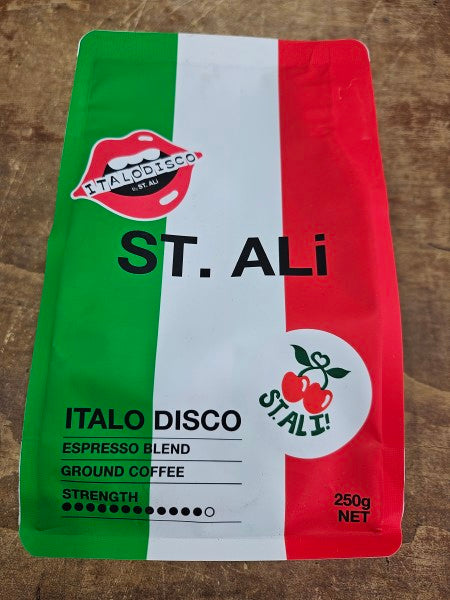 ITALODISCO
By ST. ALi
ST. ALi
ST. ALI!
ITALO DISCO
ESPRESSO BLEND
GROUND COFFEE
STRENGTH
250g
NET